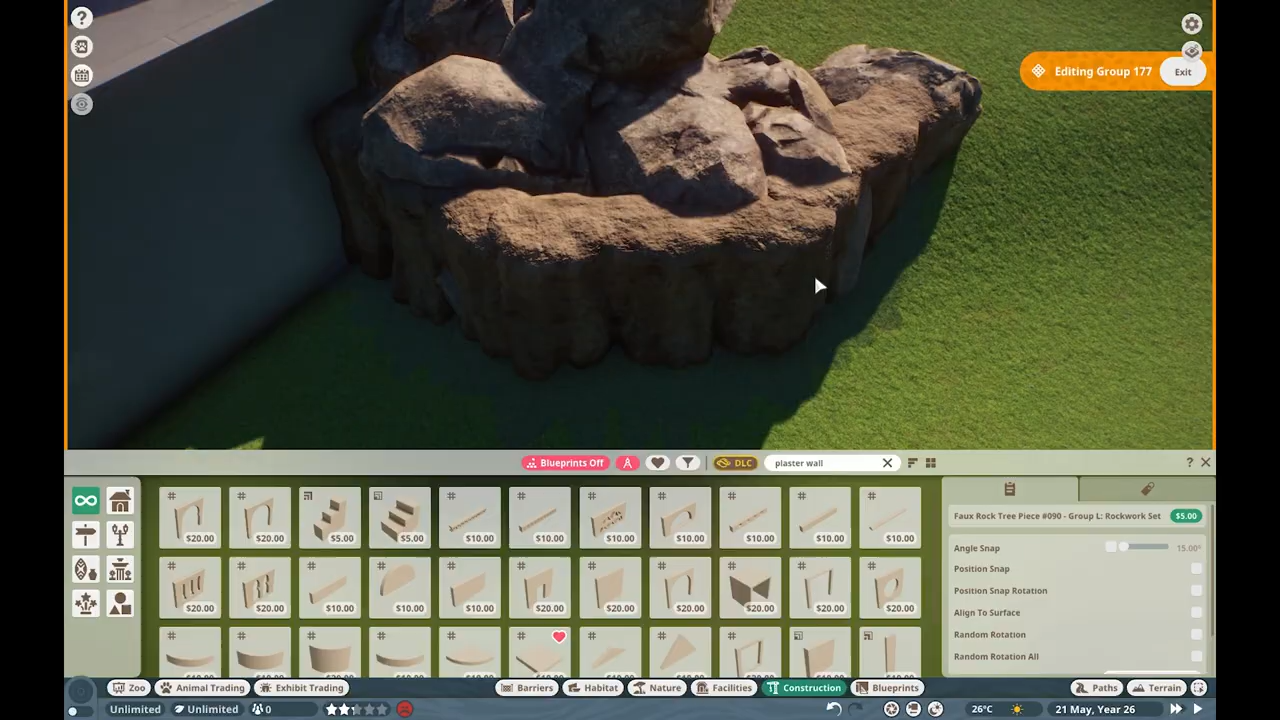 ?
Editing Group 177 Exit
Blueprints Off DLC plaster wall ?
$20.00 $20.00 $5.00 $5.00 $10.00 $10.00 $10.00 $10.00 $10.00 $10.00 $10.00
$20.00 $20.00 $10.00 $10.00 $10.00 $20.00 $20.00 $20.00 $20.00 $20.00 $20.00
Faux Rock Tree Piece #090 - Group L: Rockwork Set $5.00
Angle Snap 15.00°
Position Snap
Position Snap Rotation
Align To Surface
Random Rotation
Random Rotation All
Zoo Animal Trading Exhibit Trading Barriers Habitat Nature Facilities Construction Blueprints Paths Terrain
Unlimited Unlimited 0 26°C 21 May, Year 26